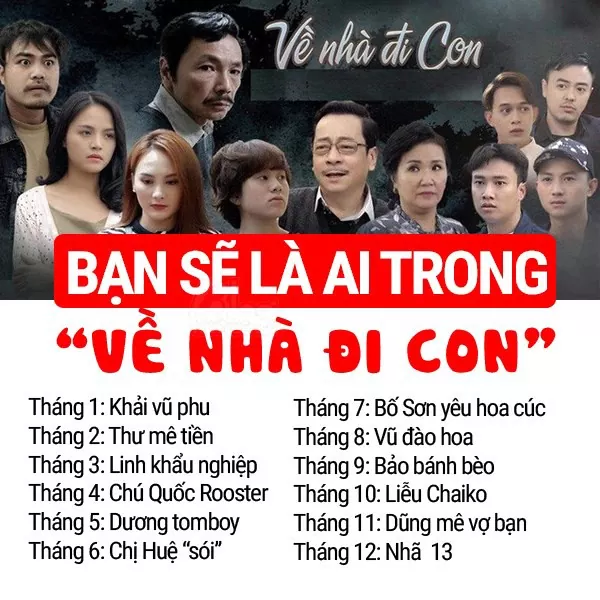 Về nhà đi Con
BẠN SẼ LÀ AI TRONG
“VỀ NHÀ ĐI CON”
Tháng 1: Khải vũ phu
Tháng 2: Thư mê tiền
Tháng 3: Linh khẩu nghiệp
Tháng 4: Chú Quốc Rooster
Tháng 5: Dương tomboy
Tháng 6: Chị Huệ “sói”
Tháng 7: Bố Sơn yêu hoa cúc
Tháng 8: Vũ đào hoa
Tháng 9: Bảo bánh bèo
Tháng 10: Liễu Chaiko
Tháng 11: Dũng mê vợ bạn
Tháng 12: Nhã 13